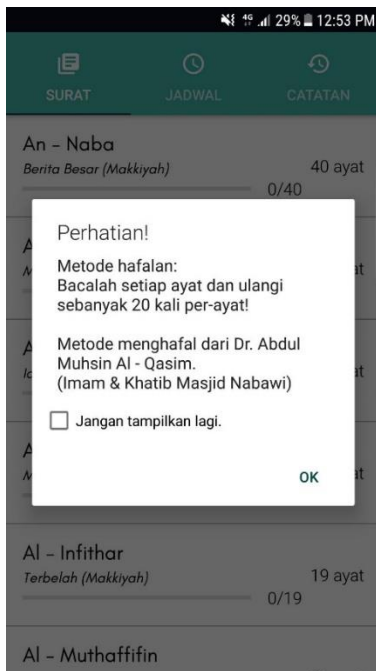 4G 29% 12:53 PM
SURAT JADWAL CATATAN
An - Naba
Berita Besar (Makkiyah) 40 ayat
0/40
Perhatian!
Metode hafalan:
Bacalah setiap ayat dan ulangi
sebanyak 20 kali per-ayat!
Metode menghafal dari Dr. Abdul
Muhsin Al - Qasim.
(Imam & Khatib Masjid Nabawi)
Jangan tampilkan lagi.
OK
Al - Infithar
Terbelah (Makkiyah) 19 ayat
0/19
Al - Muthaffifin